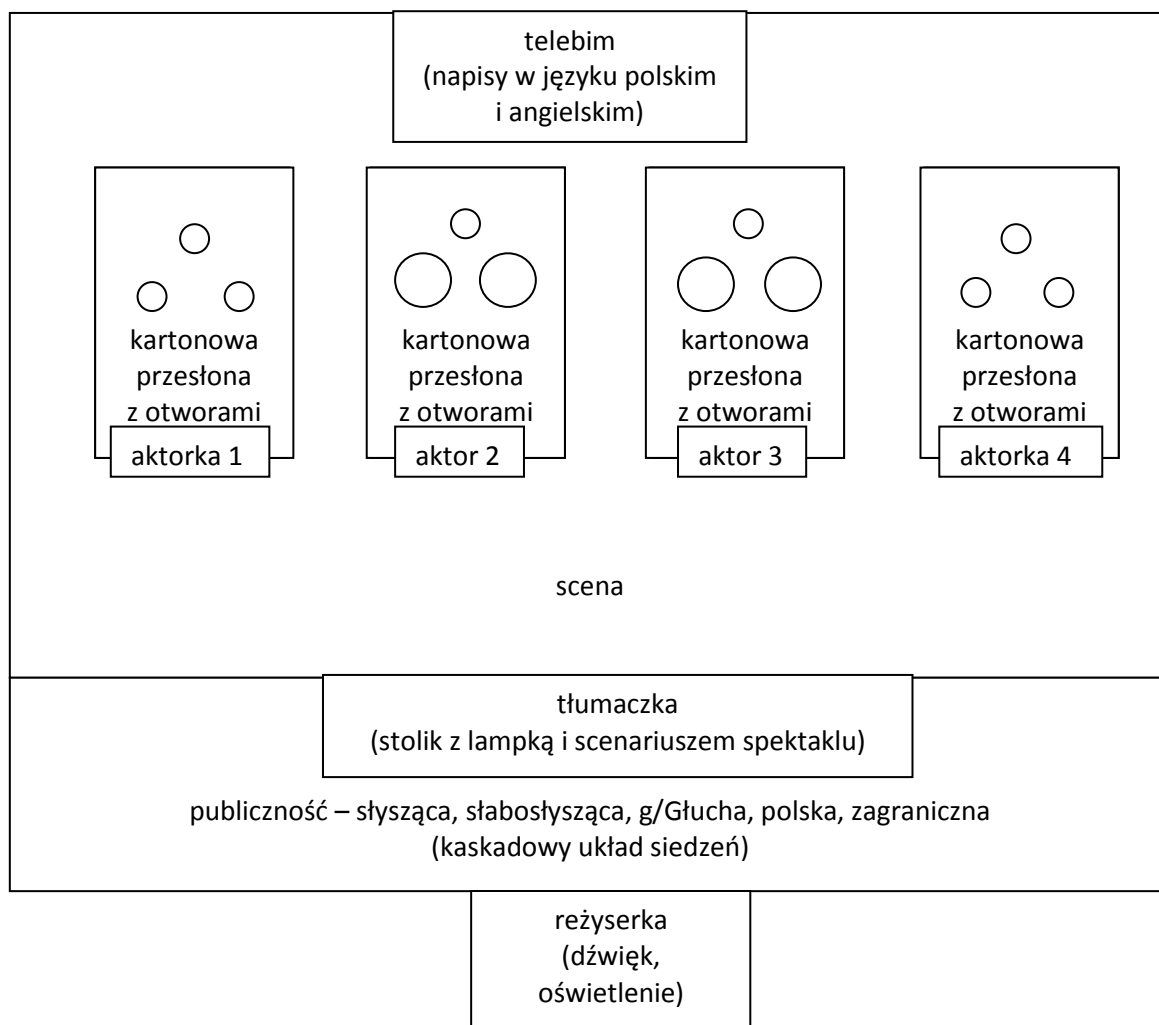 telebim
(napisy w języku polskim
i angielskim)
kartonowa
przesłona
z otworami
aktorka 1
kartonowa
przesłona
z otworami
aktor 2
kartonowa
przesłona
z otworami
aktor 3
kartonowa
przesłona
z otworami
aktorka 4
scena
tłumaczka
(stolik z lampką i scenariuszem spektaklu)
publiczność – słysząca, słabosłysząca, g/Głucha, polska, zagraniczna
(kaskadowy układ siedzeń)
reżyserka
(dźwięk,
oświetlenie)